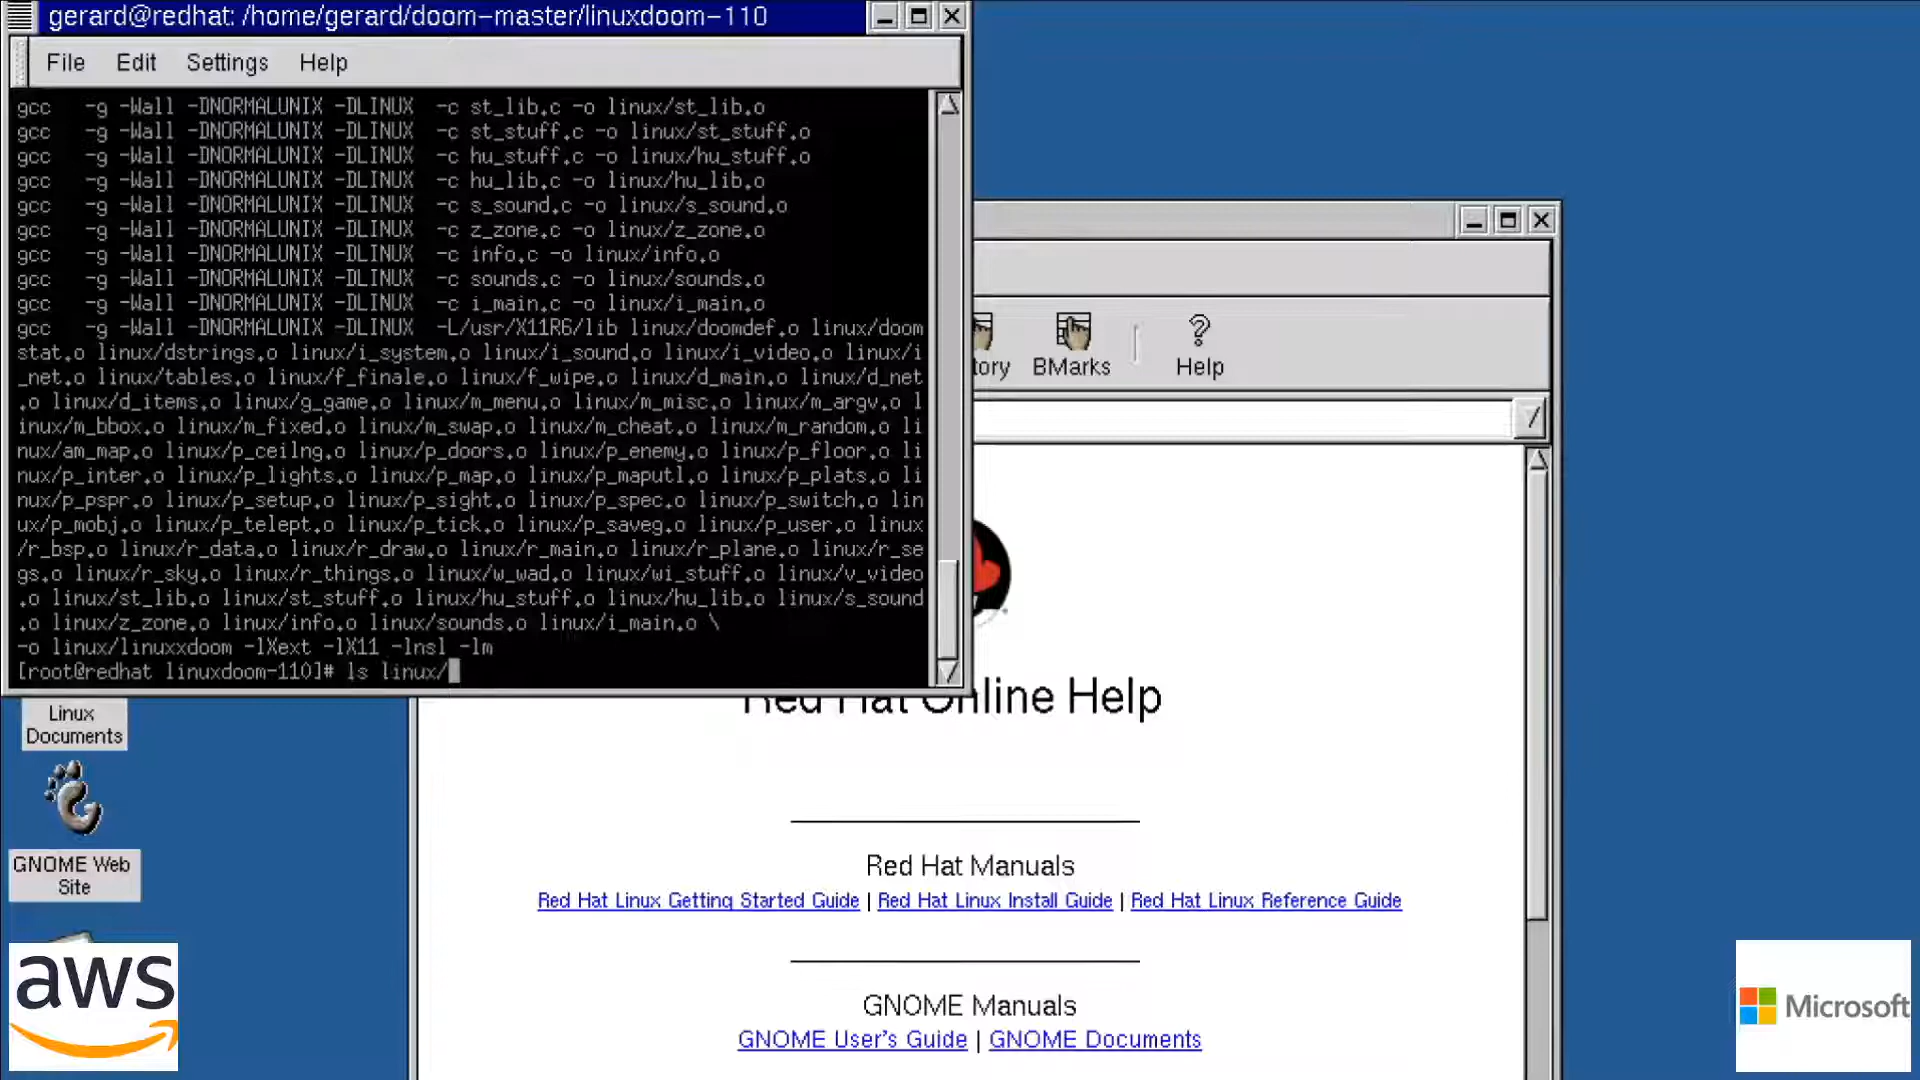 gerard@redhat: /home/gerard/doom-master/linuxdoom-110
File Edit Settings Help
gcc -g -Wall -DNORMALUNIX -DLINUX -c st_lib.c -o linux/st_lib.o
gcc -g -Wall -DNORMALUNIX -DLINUX -c st_stuff.c -o linux/st_stuff.o
gcc -g -Wall -DNORMALUNIX -DLINUX -c hu_stuff.c -o linux/hu_stuff.o
gcc -g -Wall -DNORMALUNIX -DLINUX -c hu_lib.c -o linux/hu_lib.o
gcc -g -Wall -DNORMALUNIX -DLINUX -c s_sound.c -o linux/s_sound.o
gcc -g -Wall -DNORMALUNIX -DLINUX -c z_zone.c -o linux/z_zone.o
gcc -g -Wall -DNORMALUNIX -DLINUX -c info.c -o linux/info.o
gcc -g -Wall -DNORMALUNIX -DLINUX -c sounds.c -o linux/sounds.o
gcc -g -Wall -DNORMALUNIX -DLINUX -c i_main.c -o linux/i_main.o
gcc -g -Wall -DNORMALUNIX -DLINUX -L/usr/X11R6/lib linux/doomdef.o linux/doom
stat.o linux/dstrings.o linux/i_system.o linux/i_sound.o linux/i_video.o linux/i
_net.o linux/tables.o linux/f_finale.o linux/f_wipe.o linux/d_main.o linux/d_net
.o linux/d_items.o linux/g_game.o linux/m_menu.o linux/m_misc.o linux/m_argv.o l
inux/m_bbox.o linux/m_fixed.o linux/m_swap.o linux/m_cheat.o linux/m_random.o li
nux/am_map.o linux/p_ceilng.o linux/p_doors.o linux/p_enemy.o linux/p_floor.o li
nux/p_inter.o linux/p_lights.o linux/p_map.o linux/p_maputl.o linux/p_plats.o li
nux/p_pspr.o linux/p_setup.o linux/p_sight.o linux/p_spec.o linux/p_switch.o lin
ux/p_mobj.o linux/p_telept.o linux/p_tick.o linux/p_saveg.o linux/p_user.o linux
/r_bsp.o linux/r_data.o linux/r_draw.o linux/r_main.o linux/r_plane.o linux/r_se
gs.o linux/r_sky.o linux/r_things.o linux/w_wad.o linux/wi_stuff.o linux/v_video
.o linux/st_lib.o linux/st_stuff.o linux/hu_stuff.o linux/hu_lib.o linux/s_sound
.o linux/z_zone.o linux/info.o linux/sounds.o linux/i_main.o \
-o linux/linuxxdoom -lXext -lX11 -lnsl -lm
[root@redhat linuxdoom-110]# ls linux/
tory BMarks Help
Red Hat Online Help
Red Hat Manuals
Red Hat Linux Getting Started Guide | Red Hat Linux Install Guide | Red Hat Linux Reference Guide
GNOME Manuals
GNOME User's Guide | GNOME Documents
Linux
Documents
GNOME Web
Site
aws
Microsoft